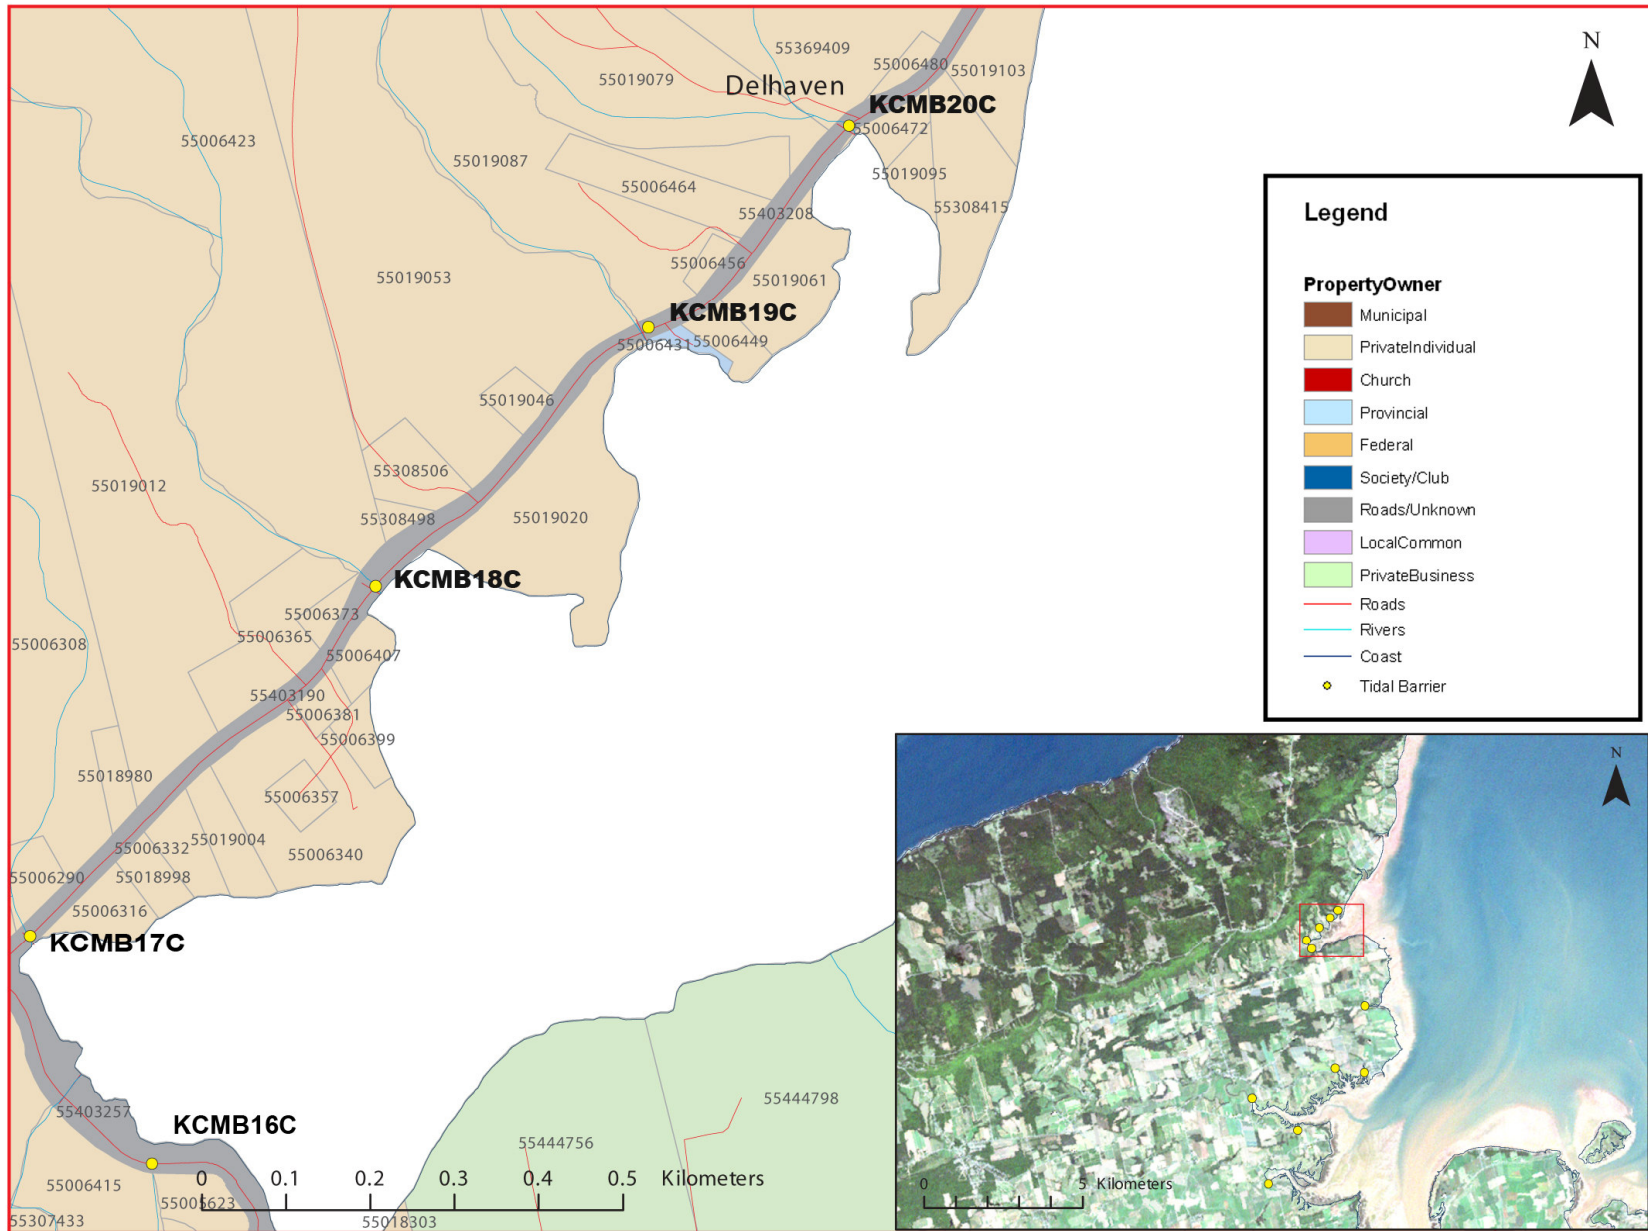 N
55369409
55006480
55019103
55019079
Delhaven
KCMB20C
55006472
55006423
55019087
55019095
55006464
55308415
55403208
55006456
55019053
55019061
KCMB19C
55006431
55006449
55019046
55308506
55019012
55308498
55019020
KCMB18C
55006373
55006365
55006308
55006407
55403190
55006381
55006399
55018980
55006357
55019004
55006332
55006340
55006290
55018998
55006316
KCMB17C
55403257
KCMB16C
55444798
55444756
55006415
55005623
55307433
55018303
0 0.1 0.2 0.3 0.4 0.5 Kilometers
Legend
PropertyOwner
Municipal
PrivateIndividual
Church
Provincial
Federal
Society/Club
Roads/Unknown
LocalCommon
PrivateBusiness
Roads
Rivers
Coast
Tidal Barrier
N
0 5 Kilometers